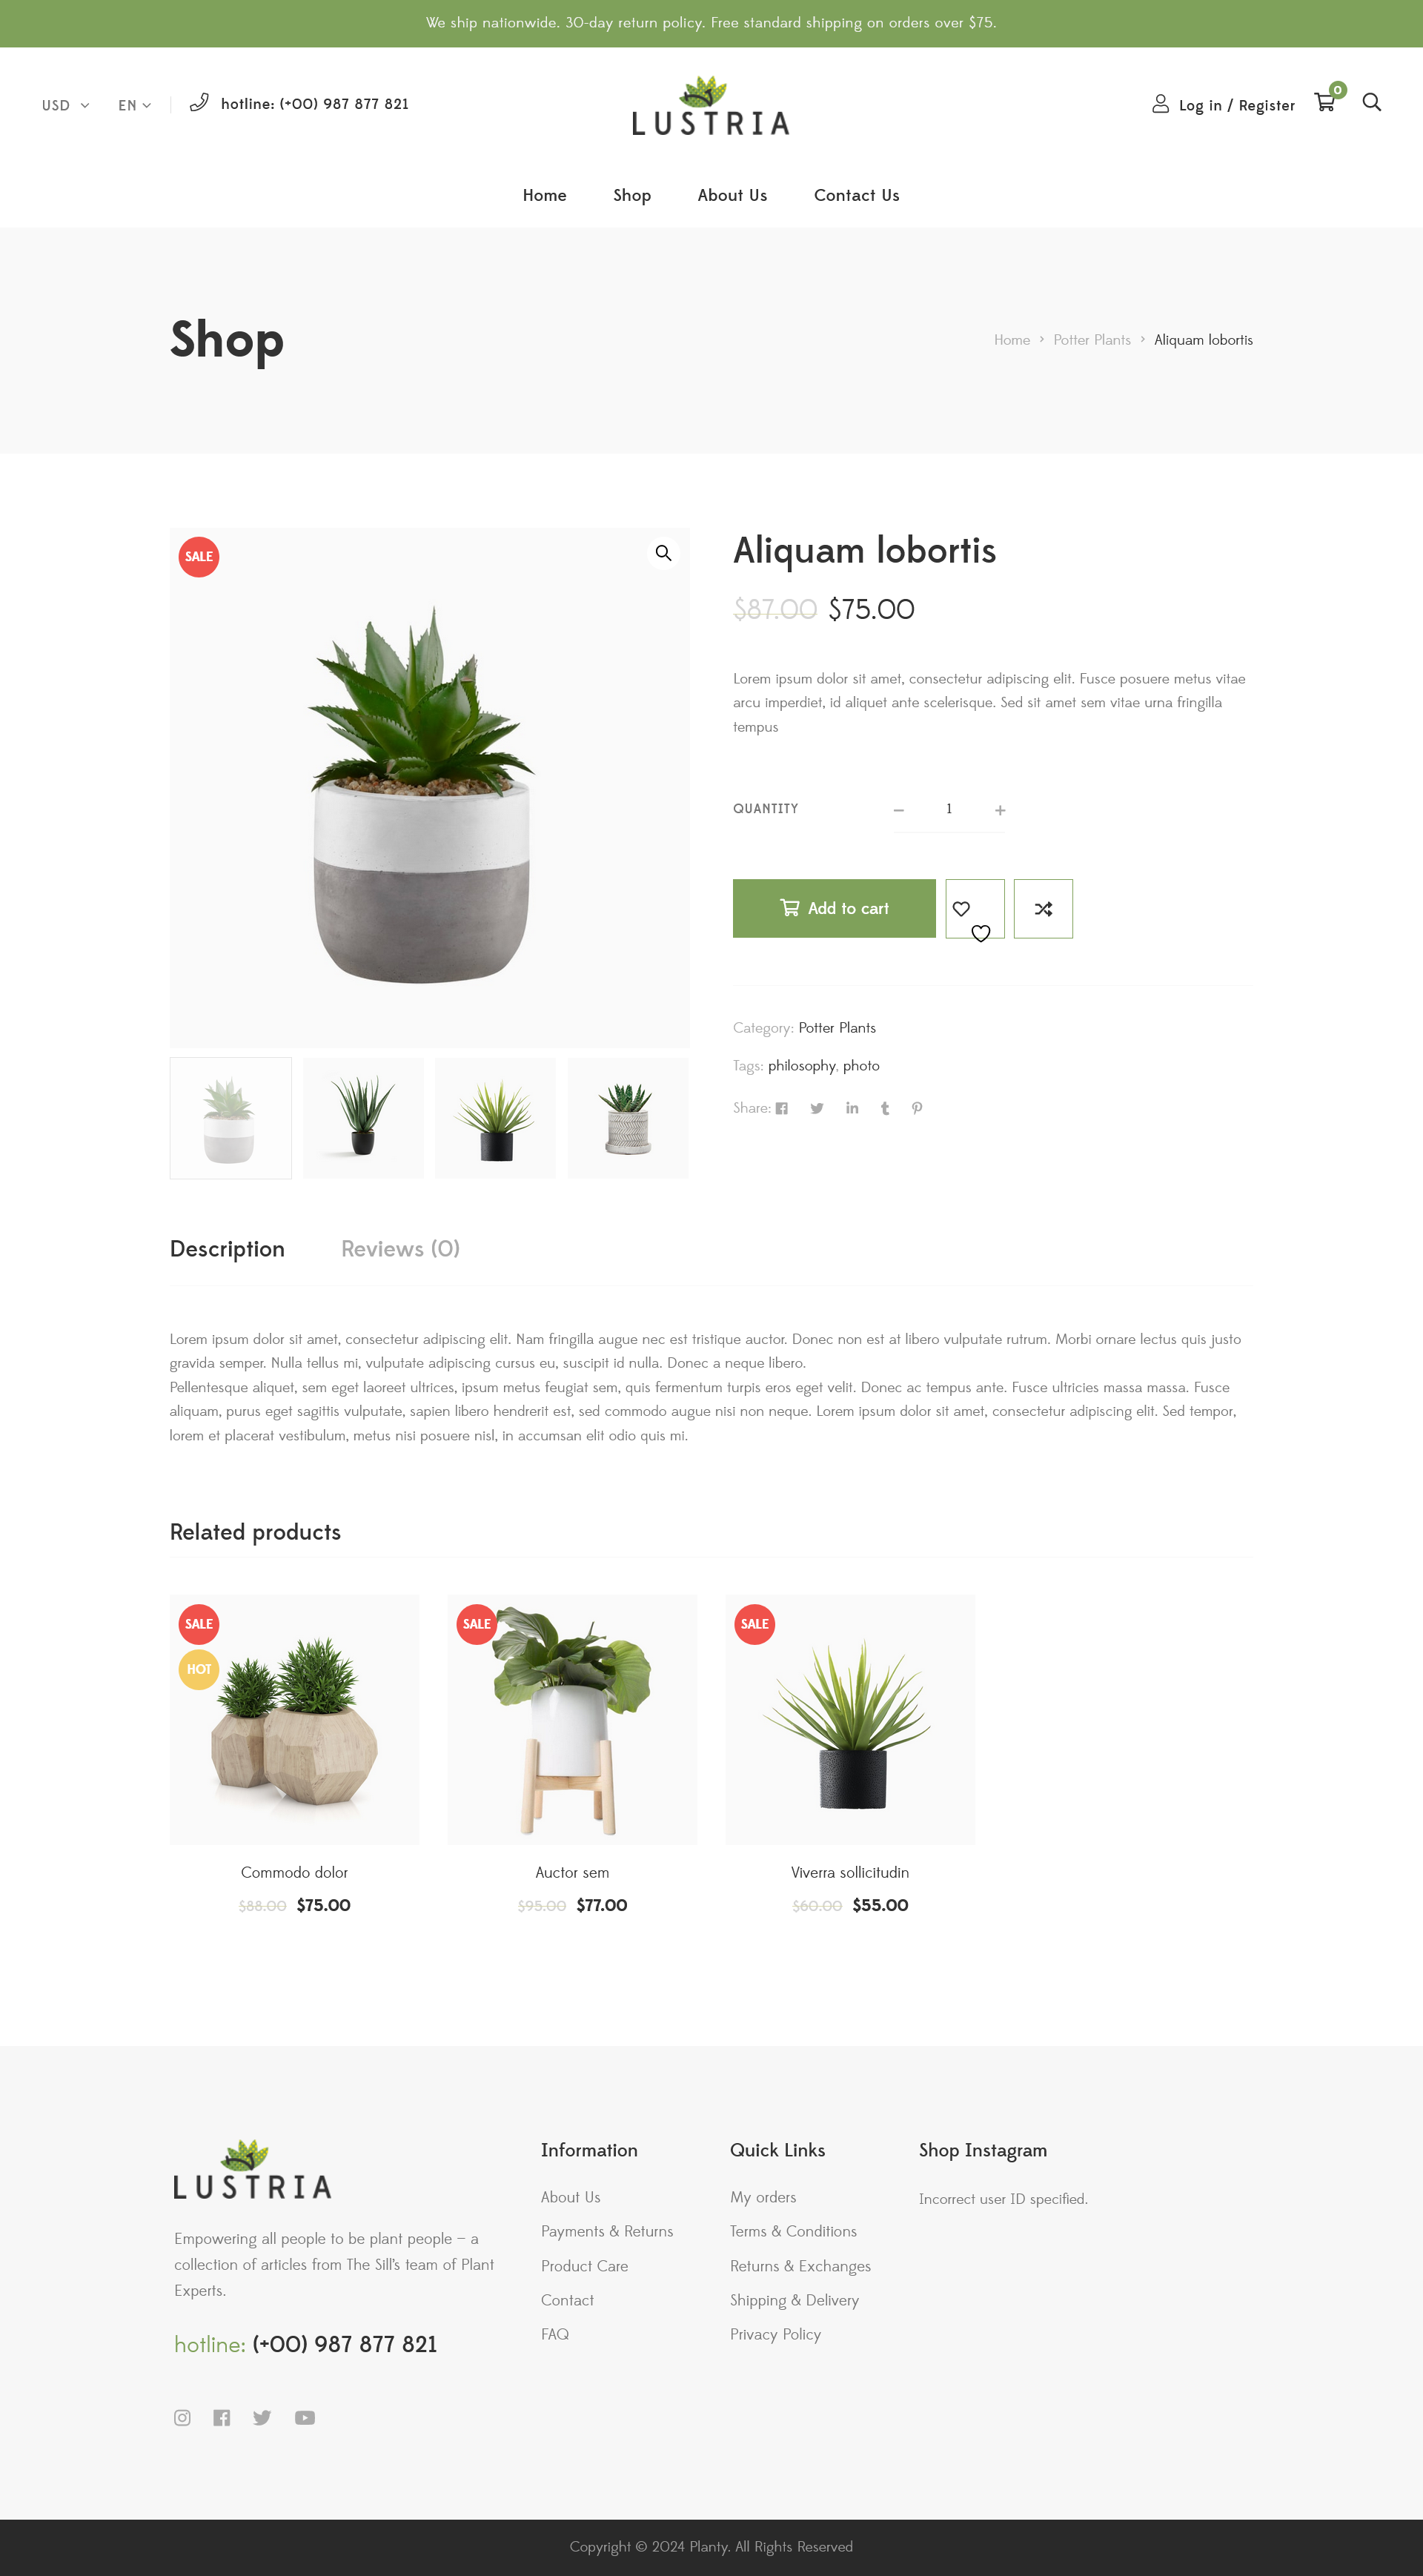 We ship nationwide. 30-day return policy. Free standard shipping on orders over $75.
USD EN hotline: (+00) 987 877 821
LUSTRIA
Log in / Register 0
Home Shop About Us Contact Us
Shop
Home > Potter Plants > Aliquam lobortis
SALE
Aliquam lobortis
$87.00 $75.00
Lorem ipsum dolor sit amet, consectetur adipiscing elit. Fusce posuere metus vitae
arcu imperdiet, id aliquet ante scelerisque. Sed sit amet sem vitae urna fringilla
tempus
QUANTITY − 1 +
Add to cart
Category: Potter Plants
Tags: philosophy, photo
Share:
Description Reviews (0)
Lorem ipsum dolor sit amet, consectetur adipiscing elit. Nam fringilla augue nec est tristique auctor. Donec non est at libero vulputate rutrum. Morbi ornare lectus quis justo
gravida semper. Nulla tellus mi, vulputate adipiscing cursus eu, suscipit id nulla. Donec a neque libero.
Pellentesque aliquet, sem eget laoreet ultrices, ipsum metus feugiat sem, quis fermentum turpis eros eget velit. Donec ac tempus ante. Fusce ultricies massa massa. Fusce
aliquam, purus eget sagittis vulputate, sapien libero hendrerit est, sed commodo augue nisi non neque. Lorem ipsum dolor sit amet, consectetur adipiscing elit. Sed tempor,
lorem et placerat vestibulum, metus nisi posuere nisl, in accumsan elit odio quis mi.
Related products
SALE
HOT
Commodo dolor
$88.00 $75.00
SALE
Auctor sem
$95.00 $77.00
SALE
Viverra sollicitudin
$60.00 $55.00
LUSTRIA
Empowering all people to be plant people – a
collection of articles from The Sill's team of Plant
Experts.
hotline: (+00) 987 877 821
Information
About Us
Payments & Returns
Product Care
Contact
FAQ
Quick Links
My orders
Terms & Conditions
Returns & Exchanges
Shipping & Delivery
Privacy Policy
Shop Instagram
Incorrect user ID specified.
Copyright © 2024 Planty. All Rights Reserved